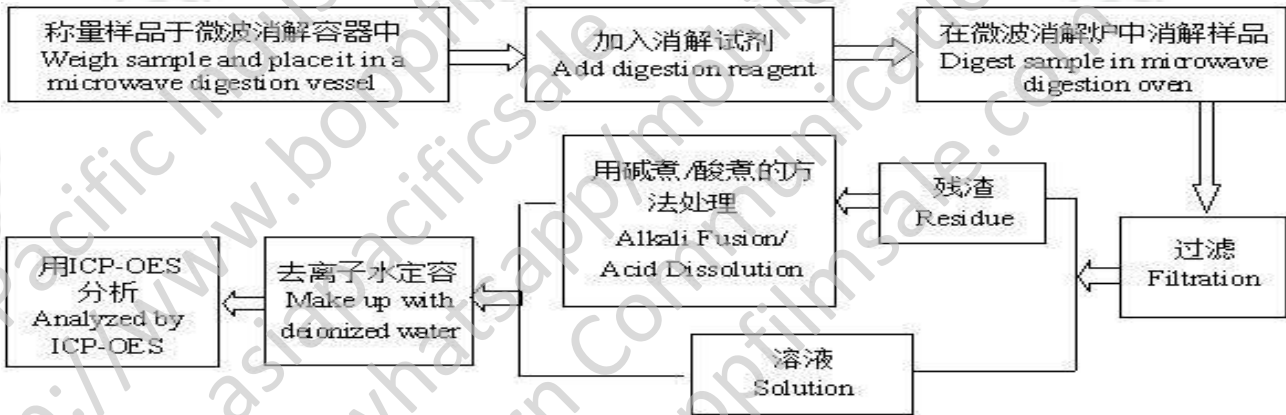 称量样品于微波消解容器中
Weigh sample and place it in a
microwave digestion vessel
加入消解试剂
Add digestion reagent
在微波消解炉中消解样品
Digest sample in microwave
digestion oven
过滤
Filtration
残渣
Residue
用碱煮/酸煮的方
法处理
Alkali Fusion/
Acid Dissolution
溶液
Solution
去离子水定容
Make up with
deionized water
用ICP-OES
分析
Analyzed by
ICP-OES